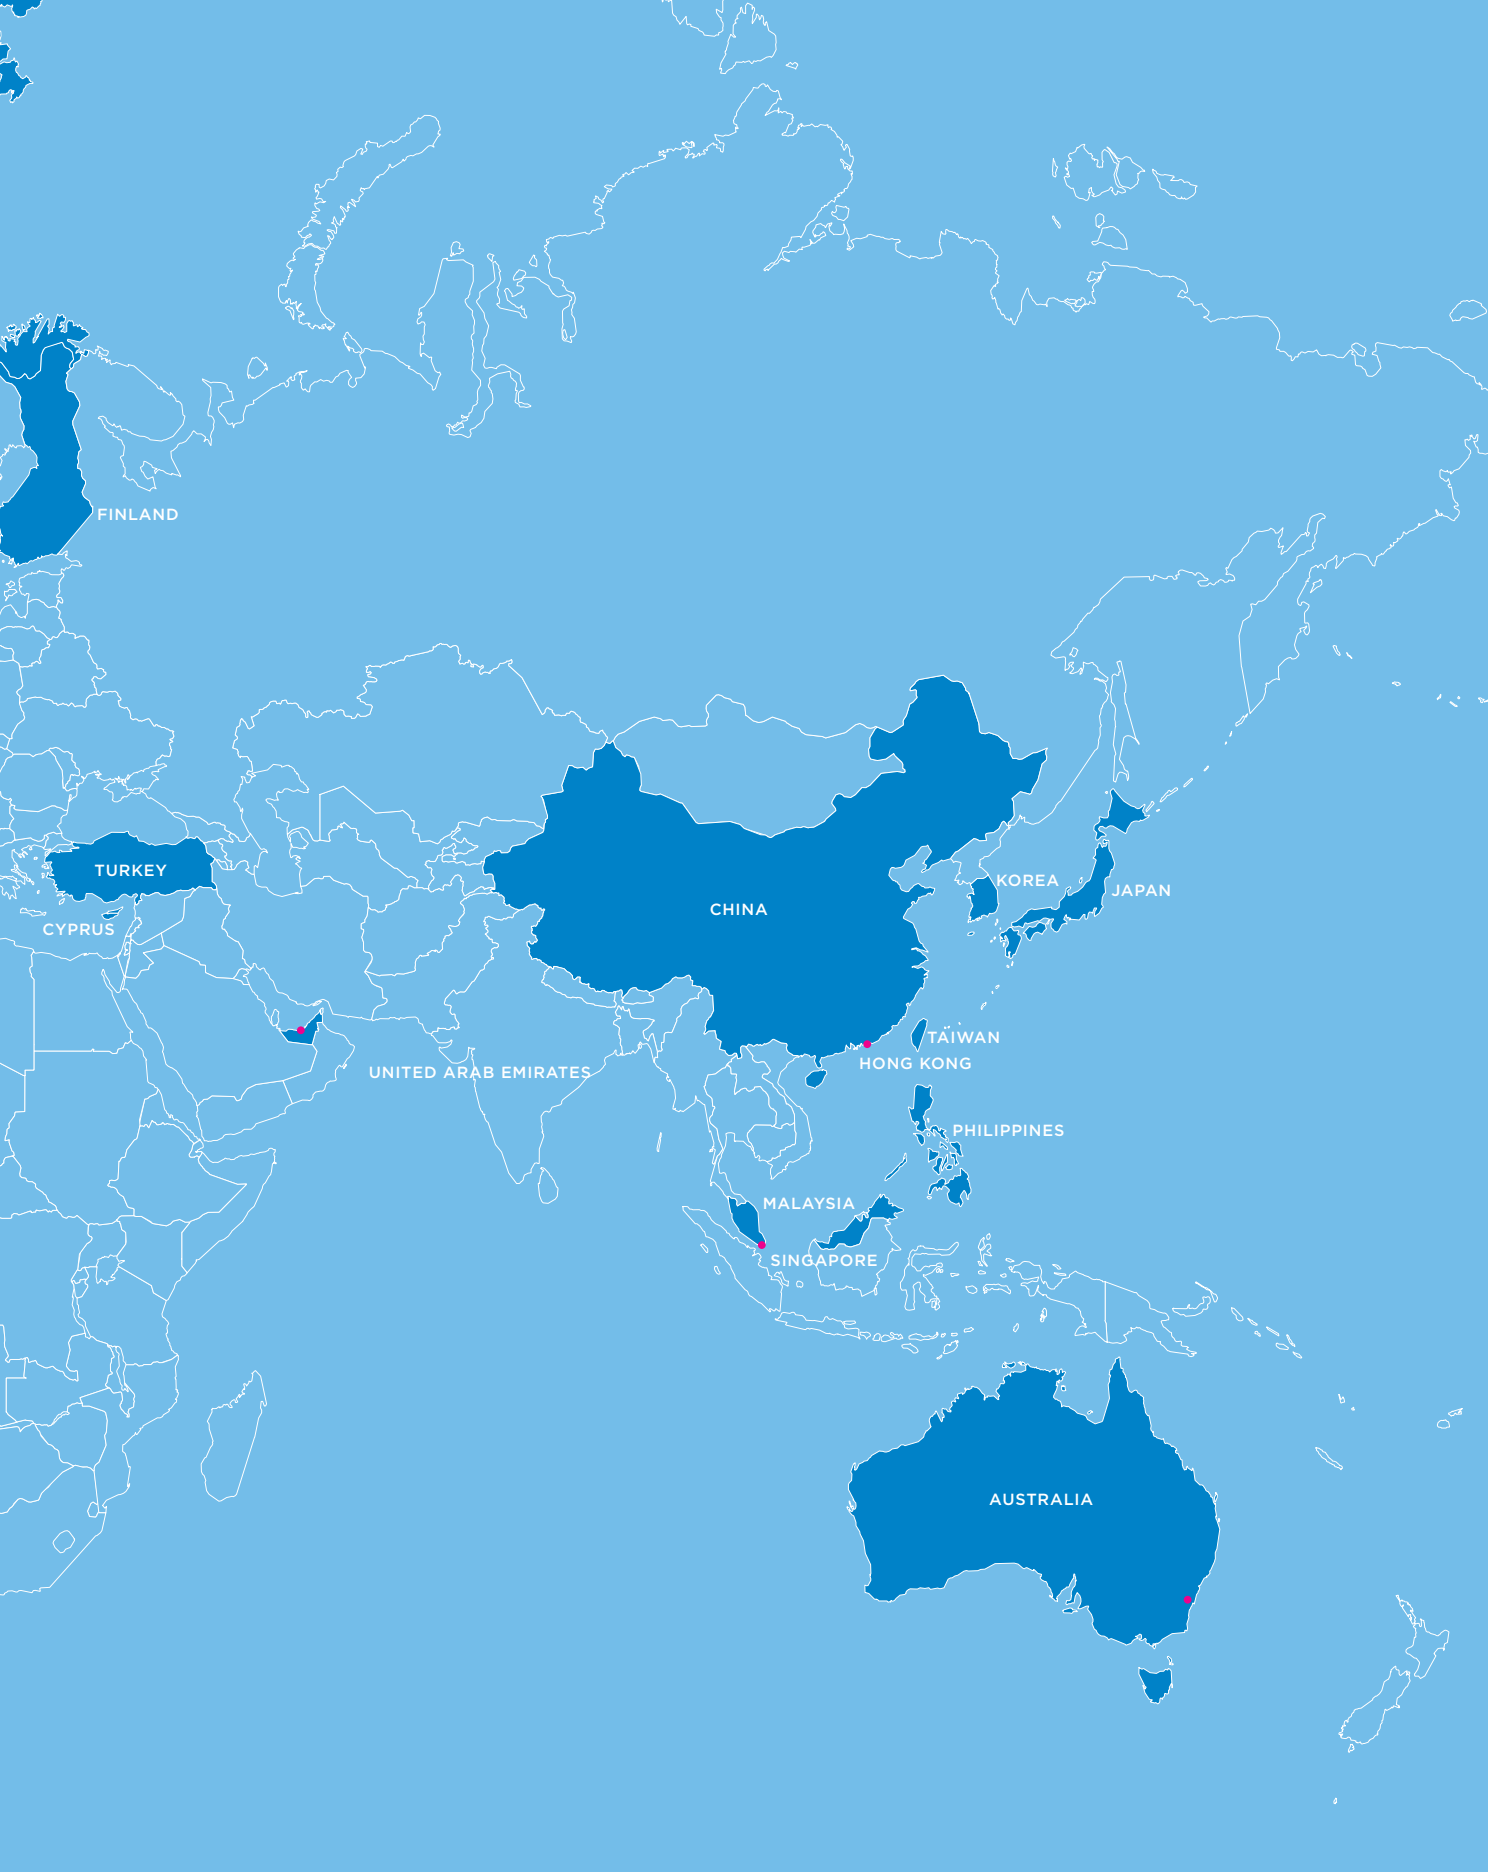 FINLAND
TURKEY
KOREA
JAPAN
CHINA
CYPRUS
TAIWAN
HONG KONG
UNITED ARAB EMIRATES
PHILIPPINES
MALAYSIA
SINGAPORE
AUSTRALIA